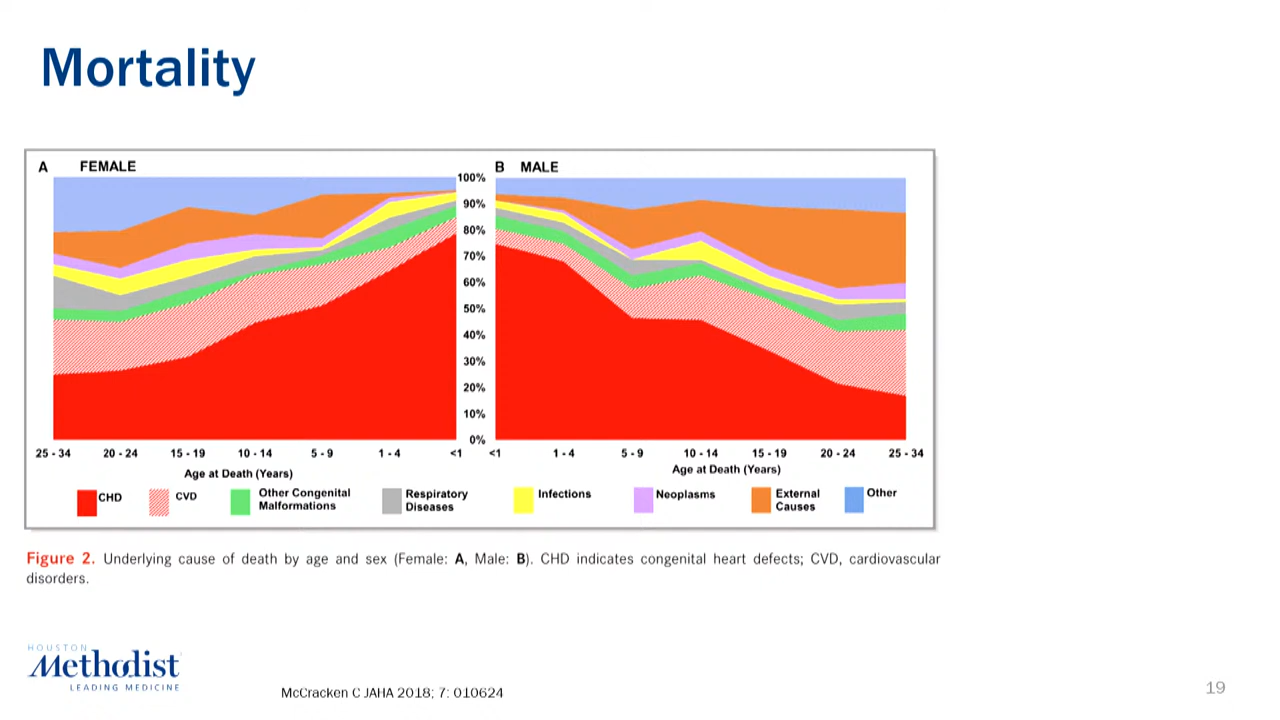 Mortality
A FEMALE
B MALE
100%
90%
80%
70%
60%
50%
40%
30%
20%
10%
0%
25 - 34 20 - 24 15 - 19 10 - 14 5 - 9 1 - 4 <1
<1 1 - 4 5 - 9 10 - 14 15 - 19 20 - 24 25 - 34
Age at Death (Years)
Age at Death (Years)
CHD
CVD
Other Congenital
Malformations
Respiratory
Diseases
Infections
Neoplasms
External
Causes
Other
Figure 2. Underlying cause of death by age and sex (Female: A, Male: B). CHD indicates congenital heart defects; CVD, cardiovascular
disorders.
HOUSTON
Methodist
LEADING MEDICINE
McCracken C JAHA 2018; 7: 010624
19